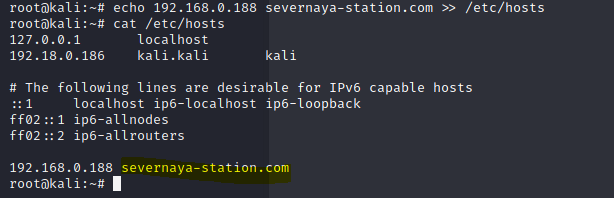 root@kali:~# echo 192.168.0.188 severnaya-station.com >> /etc/hosts
root@kali:~# cat /etc/hosts
127.0.0.1 localhost
192.18.0.186 kali.kali kali
# The following lines are desirable for IPv6 capable hosts
::1 localhost ip6-localhost ip6-loopback
ff02::1 ip6-allnodes
ff02::2 ip6-allrouters
192.168.0.188 severnaya-station.com
root@kali:~#